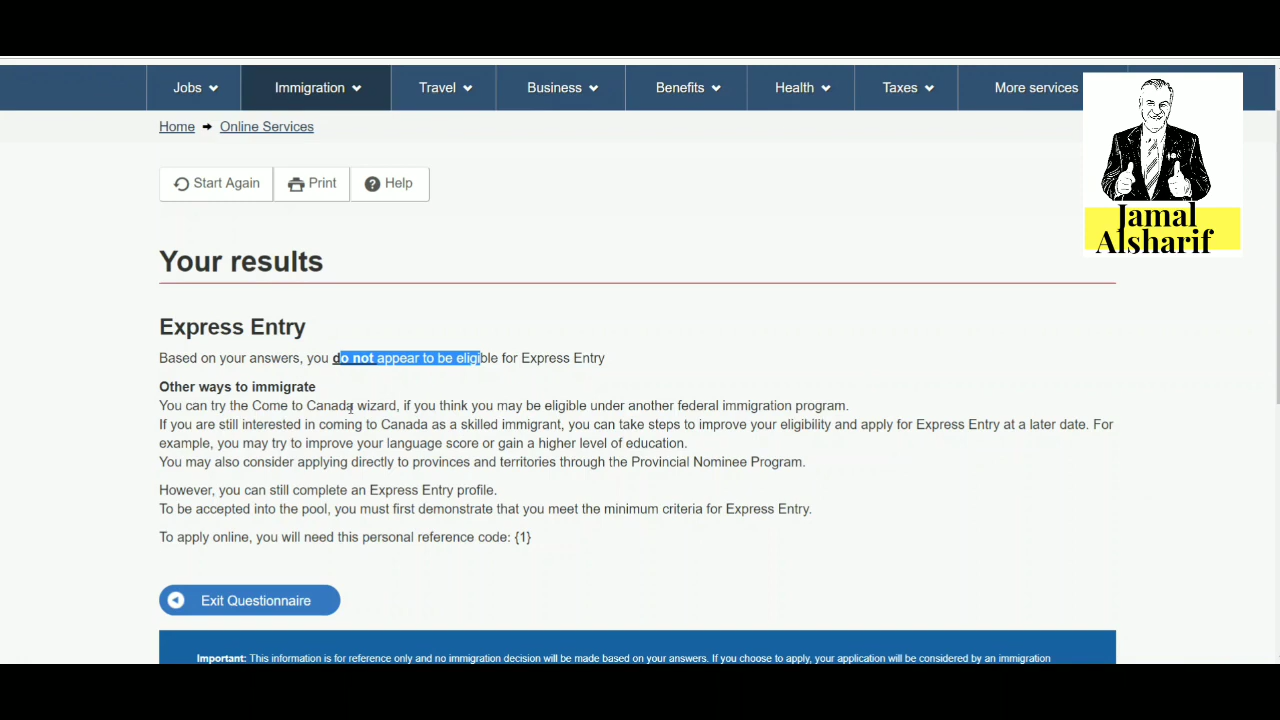 Jobs
Immigration
Travel
Business
Benefits
Health
Taxes
More services
Home
Online Services
Start Again
Print
Help
Jamal
Alsharif
Your results
Express Entry
Based on your answers, you do not appear to be eligible for Express Entry
Other ways to immigrate
You can try the Come to Canada wizard, if you think you may be eligible under another federal immigration program.
If you are still interested in coming to Canada as a skilled immigrant, you can take steps to improve your eligibility and apply for Express Entry at a later date. For
example, you may try to improve your language score or gain a higher level of education.
You may also consider applying directly to provinces and territories through the Provincial Nominee Program.
However, you can still complete an Express Entry profile.
To be accepted into the pool, you must first demonstrate that you meet the minimum criteria for Express Entry.
To apply online, you will need this personal reference code: {1}
Exit Questionnaire
Important: This information is for reference only and no immigration decision will be made based on your answers. If you choose to apply, your application will be considered by an immigration